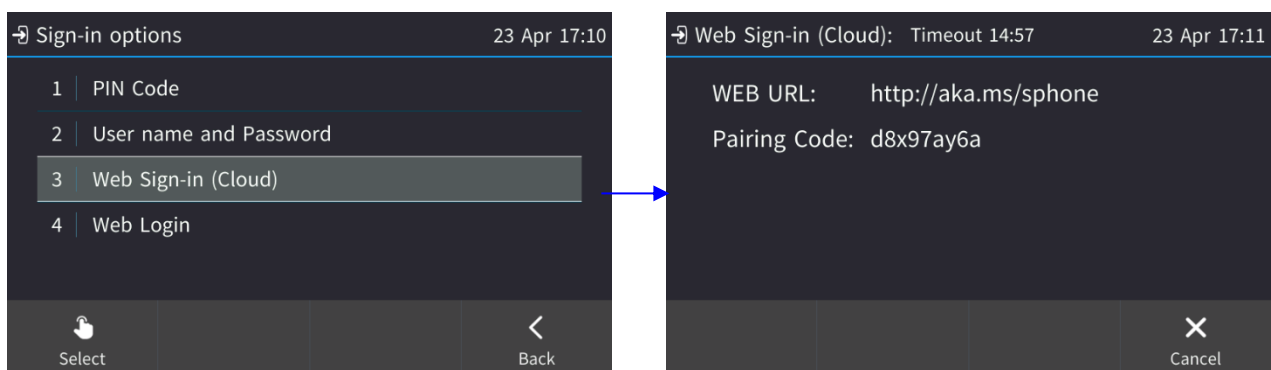 Sign-in options 23 Apr 17:10
1 PIN Code
2 User name and Password
3 Web Sign-in (Cloud)
4 Web Login
Select Back
Web Sign-in (Cloud): Timeout 14:57 23 Apr 17:11
WEB URL: http://aka.ms/sphone
Pairing Code: d8x97ay6a
Cancel